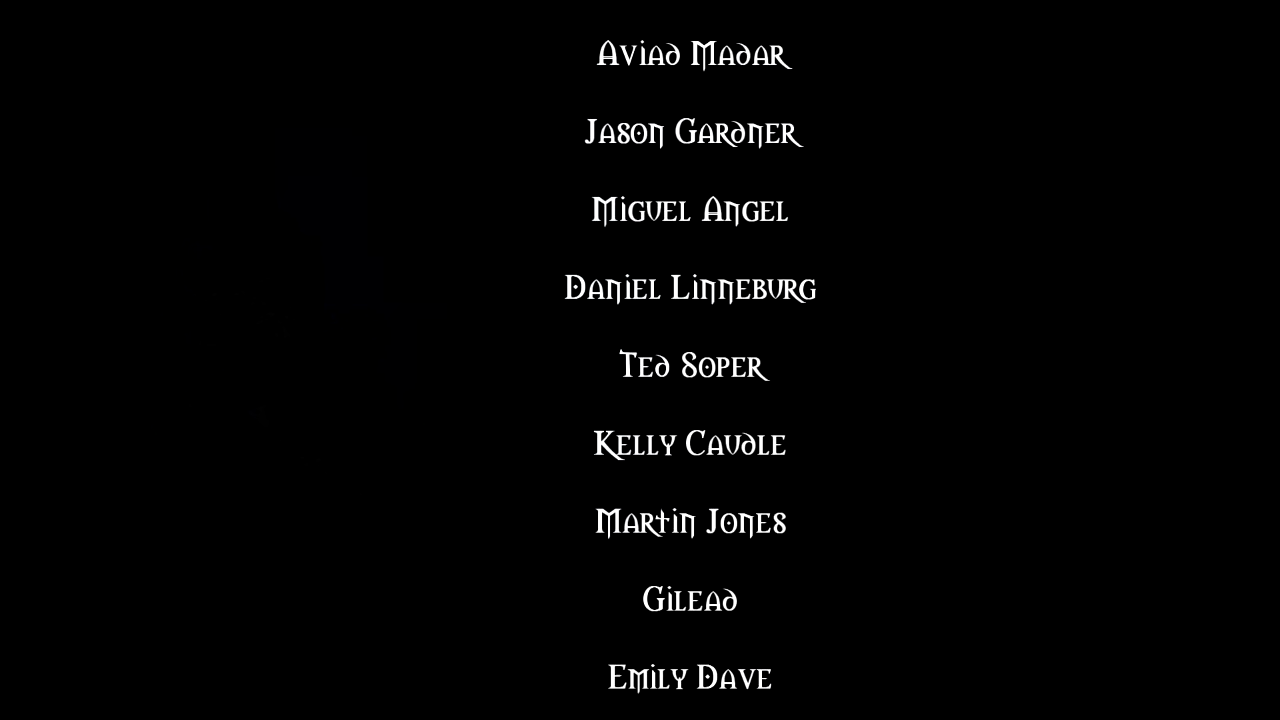 Aviad Madar
Jason Gardner
Miguel Angel
Daniel Linneburg
Ted Soper
Kelly Caudle
Martin Jones
Gilead
Emily Dave